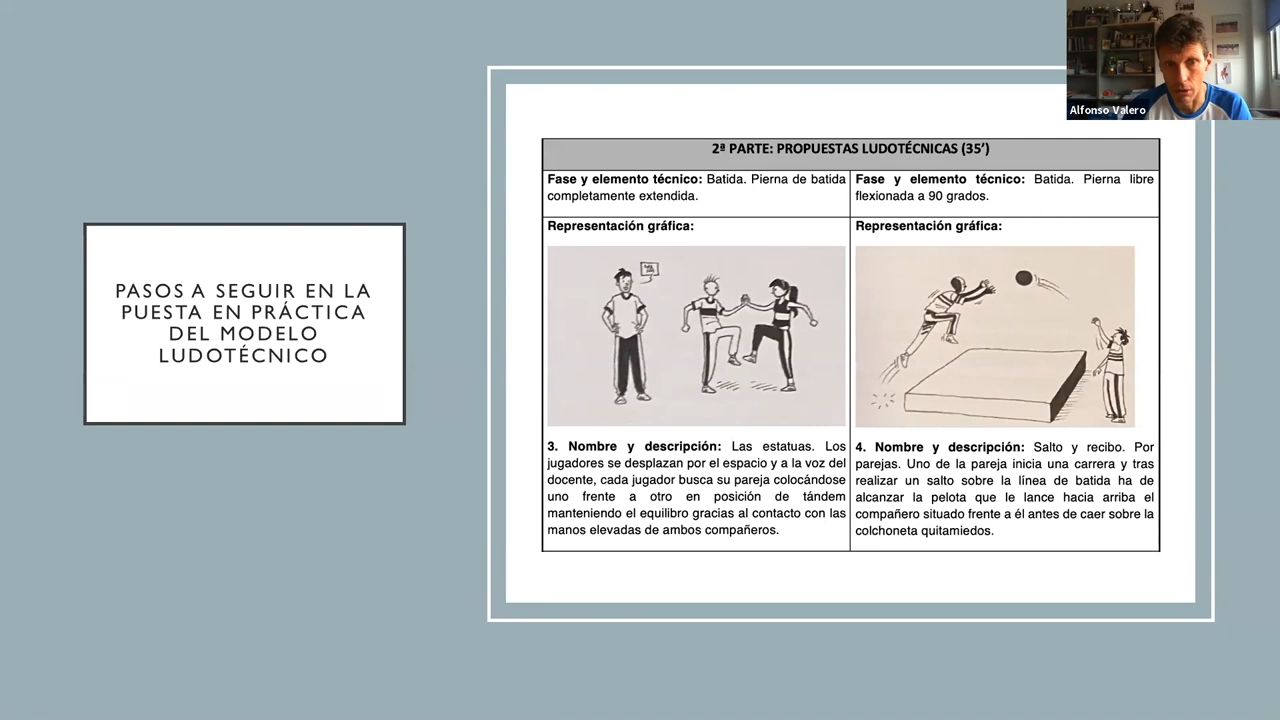 Alfonso Valero
PASOS A SEGUIR EN LA
PUESTA EN PRÁCTICA
DEL MODELO
LUDOTÉCNICO
2ª PARTE: PROPUESTAS LUDOTÉCNICAS (35’)
Fase y elemento técnico: Batida. Pierna de batida
completamente extendida.
Representación gráfica:
3. Nombre y descripción: Las estatuas. Los
jugadores se desplazan por el espacio y a la voz del
docente, cada jugador busca su pareja colocándose
uno frente a otro en posición de tándem
manteniendo el equilibrio gracias al contacto con las
manos elevadas de ambos compañeros.
Fase y elemento técnico: Batida. Pierna libre
flexionada a 90 grados.
Representación gráfica:
4. Nombre y descripción: Salto y recibo. Por
parejas. Uno de la pareja inicia una carrera y tras
realizar un salto sobre la línea de batida ha de
alcanzar la pelota que le lance hacia arriba el
compañero situado frente a él antes de caer sobre la
colchoneta quitamiedos.